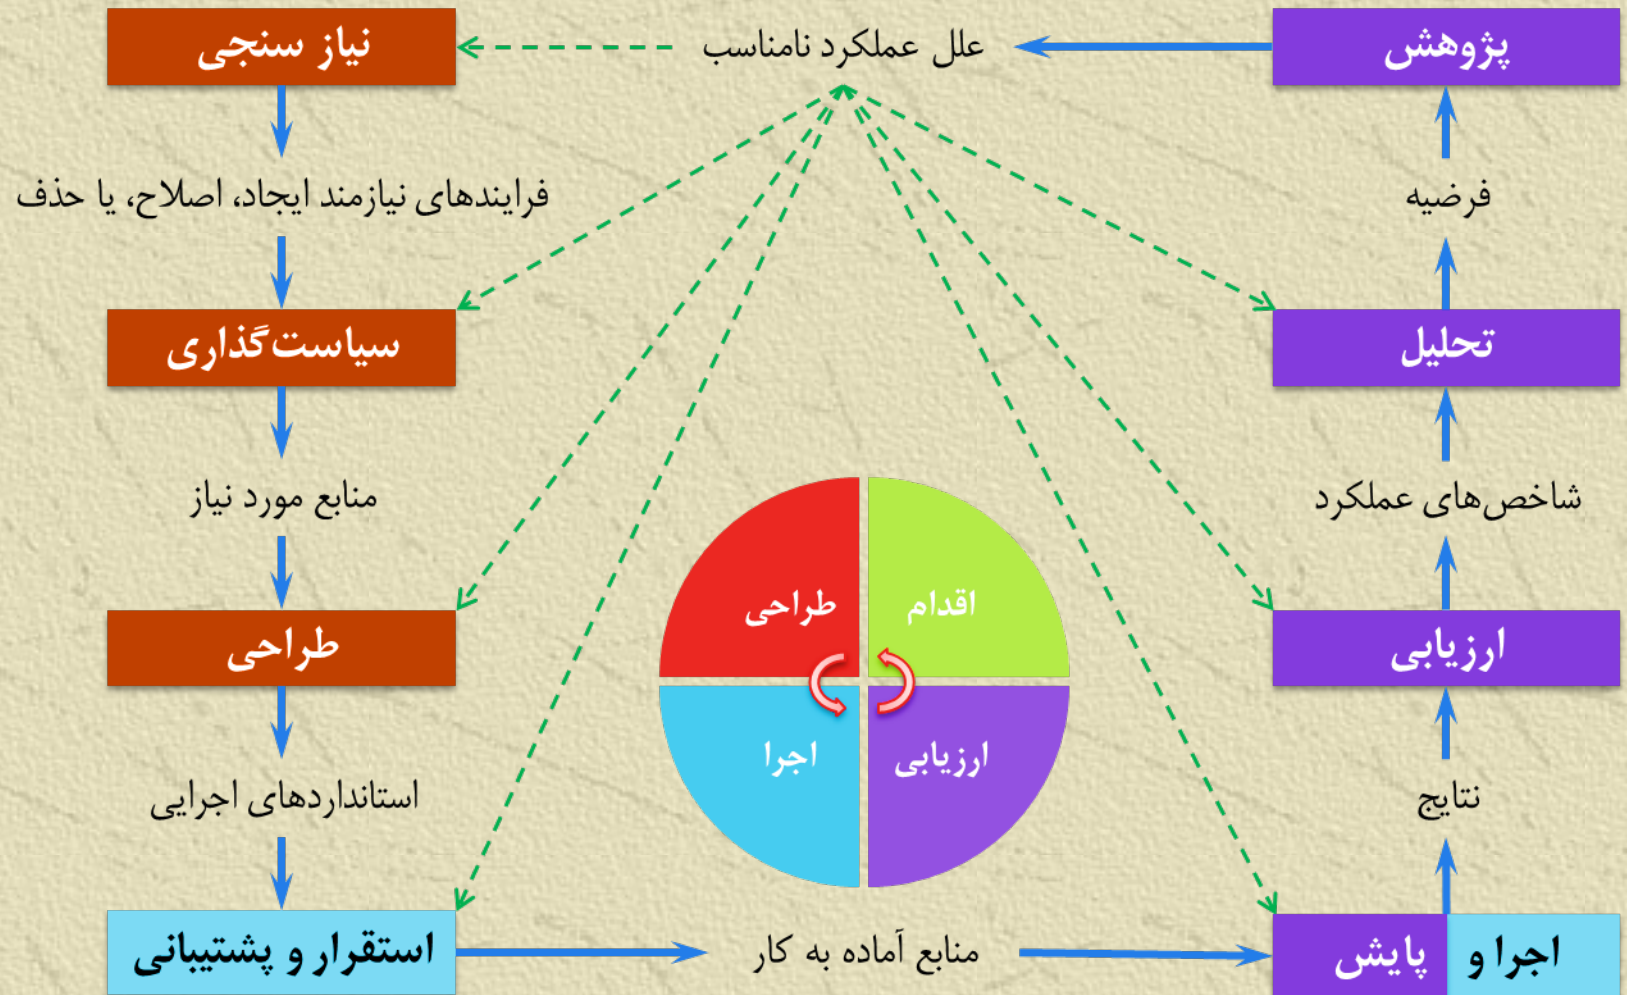 پژوهش
علل عملکرد نامناسب
نیاز سنجی
فرضیه
فرایندهای نیازمند ایجاد، اصلاح، یا حذف
تحلیل
سیاست‌گذاری
شاخص‌های عملکرد
منابع مورد نیاز
اقدام
طراحی
ارزیابی
طراحی
ارزیابی
اجرا
نتایج
استانداردهای اجرایی
اجرا و پایش
منابع آماده به کار
استقرار و پشتیبانی